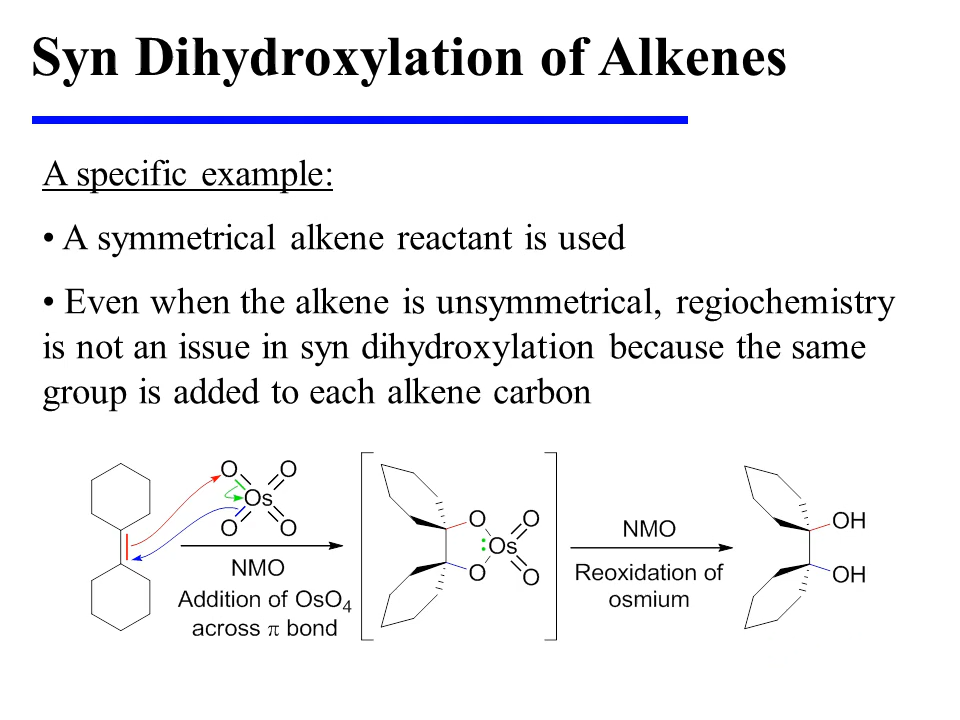 Syn Dihydroxylation of Alkenes
A specific example:
• A symmetrical alkene reactant is used
• Even when the alkene is unsymmetrical, regiochemistry
is not an issue in syn dihydroxylation because the same
group is added to each alkene carbon
O O
Os
O O
NMO
Addition of OsO4
across π bond
O O
Os
O O
NMO
Reoxidation of
osmium
OH
OH